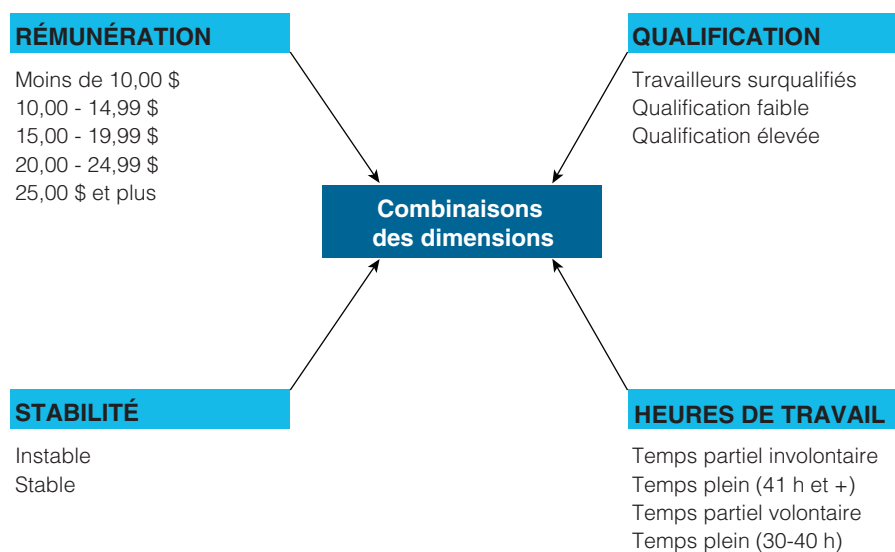 RÉMUNÉRATION
Moins de 10,00 $
10,00 - 14,99 $
15,00 - 19,99 $
20,00 - 24,99 $
25,00 $ et plus
QUALIFICATION
Travailleurs surqualifiés
Qualification faible
Qualification élevée
Combinaisons
des dimensions
STABILITÉ
Instable
Stable
HEURES DE TRAVAIL
Temps partiel involontaire
Temps plein (41 h et +)
Temps partiel volontaire
Temps plein (30-40 h)